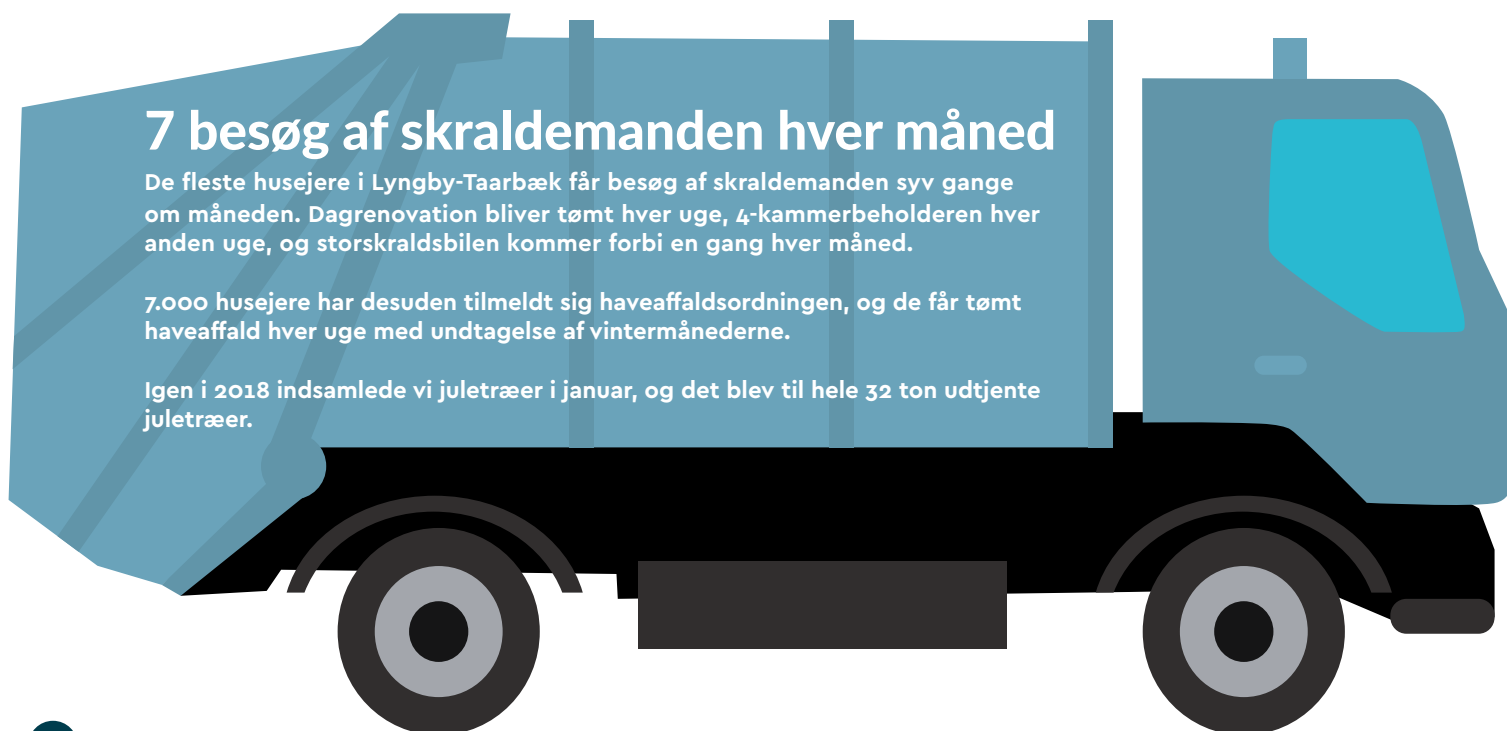 7 besøg af skraldemanden hver måned
De fleste husejere i Lyngby-Taarbæk får besøg af skraldemanden syv gange
om måneden. Dagrenovation bliver tømt hver uge, 4-kammerbeholderen hver
anden uge, og storskraldsbilen kommer forbi en gang hver måned.
7.000 husejere har desuden tilmeldt sig haveaffaldsordningen, og de får tømt
haveaffald hver uge med undtagelse af vintermånederne.
Igen i 2018 indsamlede vi juletræer i januar, og det blev til hele 32 ton udtjente
juletræer.